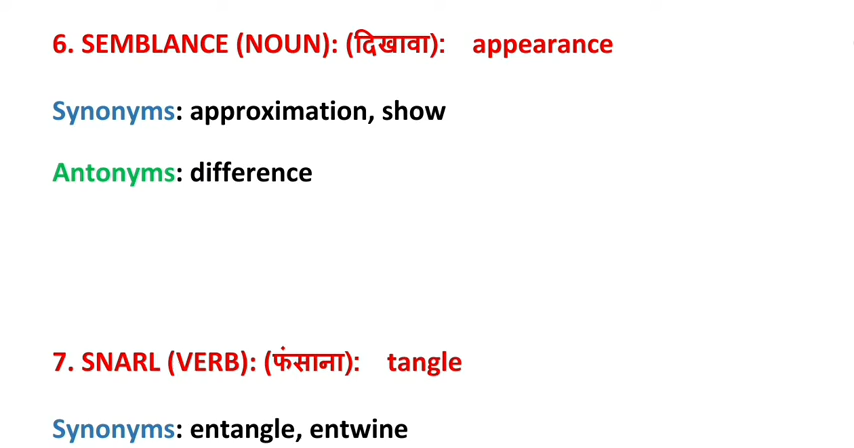 6. SEMBLANCE (NOUN): (दिखावा): appearance
Synonyms: approximation, show
Antonyms: difference
7. SNARL (VERB): (फंसाना): tangle
Synonyms: entangle, entwine